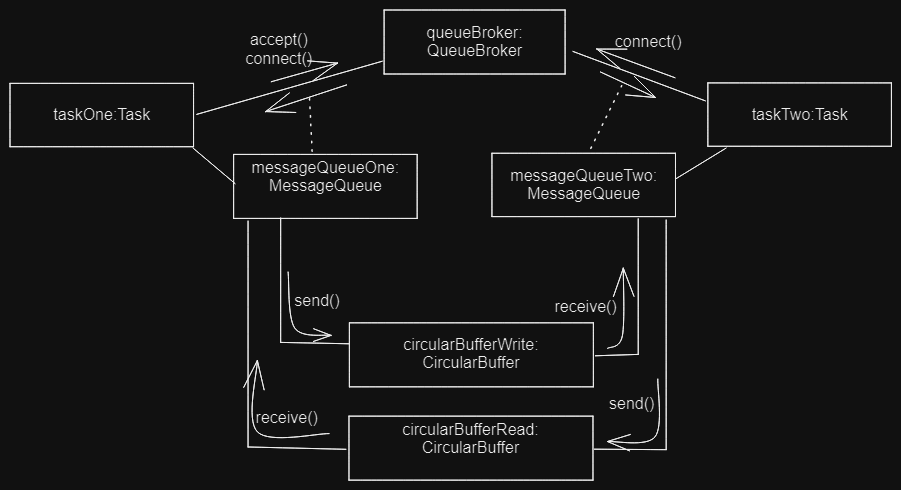 queueBroker:
QueueBroker
accept()
connect()
connect()
taskOne:Task
taskTwo:Task
messageQueueOne:
MessageQueue
messageQueueTwo:
MessageQueue
send()
receive()
circularBufferWrite:
CircularBuffer
receive()
send()
circularBufferRead:
CircularBuffer